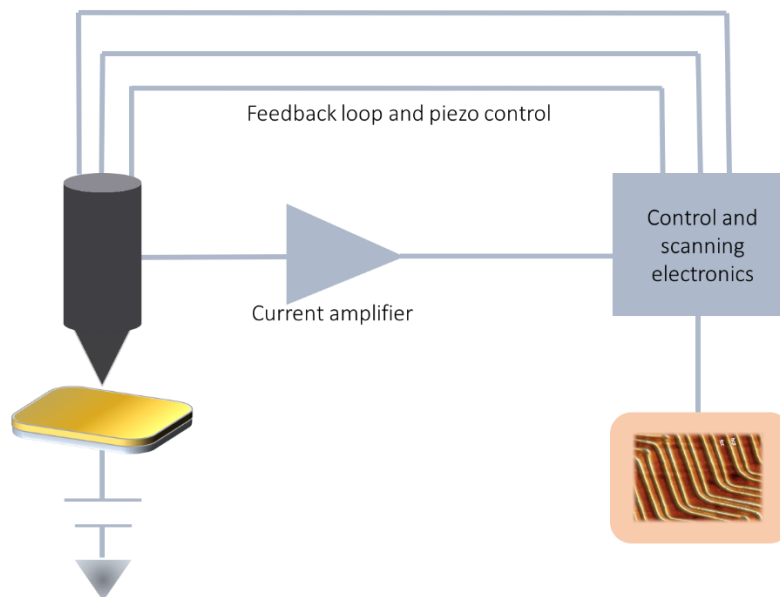 Feedback loop and piezo control
Control and
scanning
electronics
Current amplifier